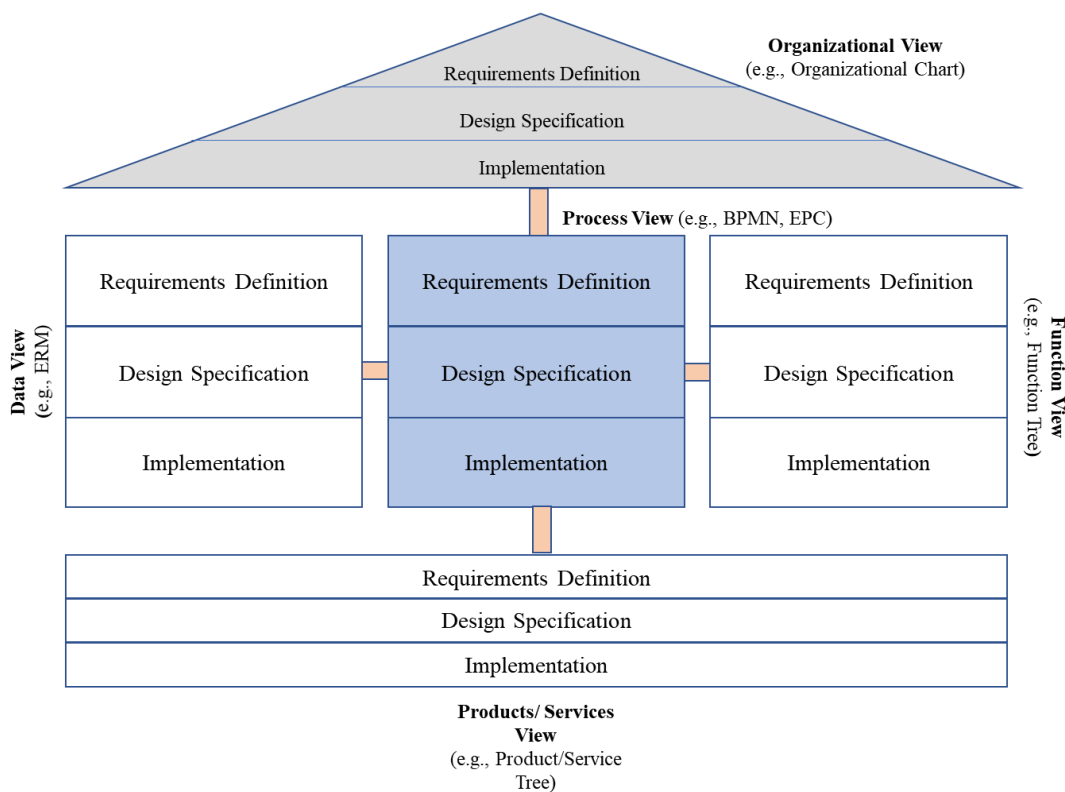 Organizational View
(e.g., Organizational Chart)
Requirements Definition
Design Specification
Implementation
Process View (e.g., BPMN, EPC)
Data View
(e.g., ERM)
Requirements Definition
Design Specification
Implementation
Requirements Definition
Design Specification
Implementation
Requirements Definition
Design Specification
Implementation
Function View
(e.g., Function Tree)
Requirements Definition
Design Specification
Implementation
Products/ Services
View
(e.g., Product/Service
Tree)